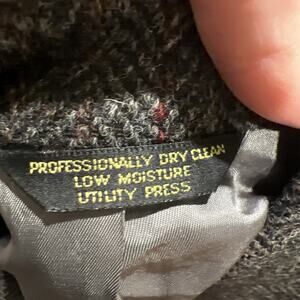 PROFESSIONALLY DRY CLEAN
LOW MOISTURE
UTILITY PRESS